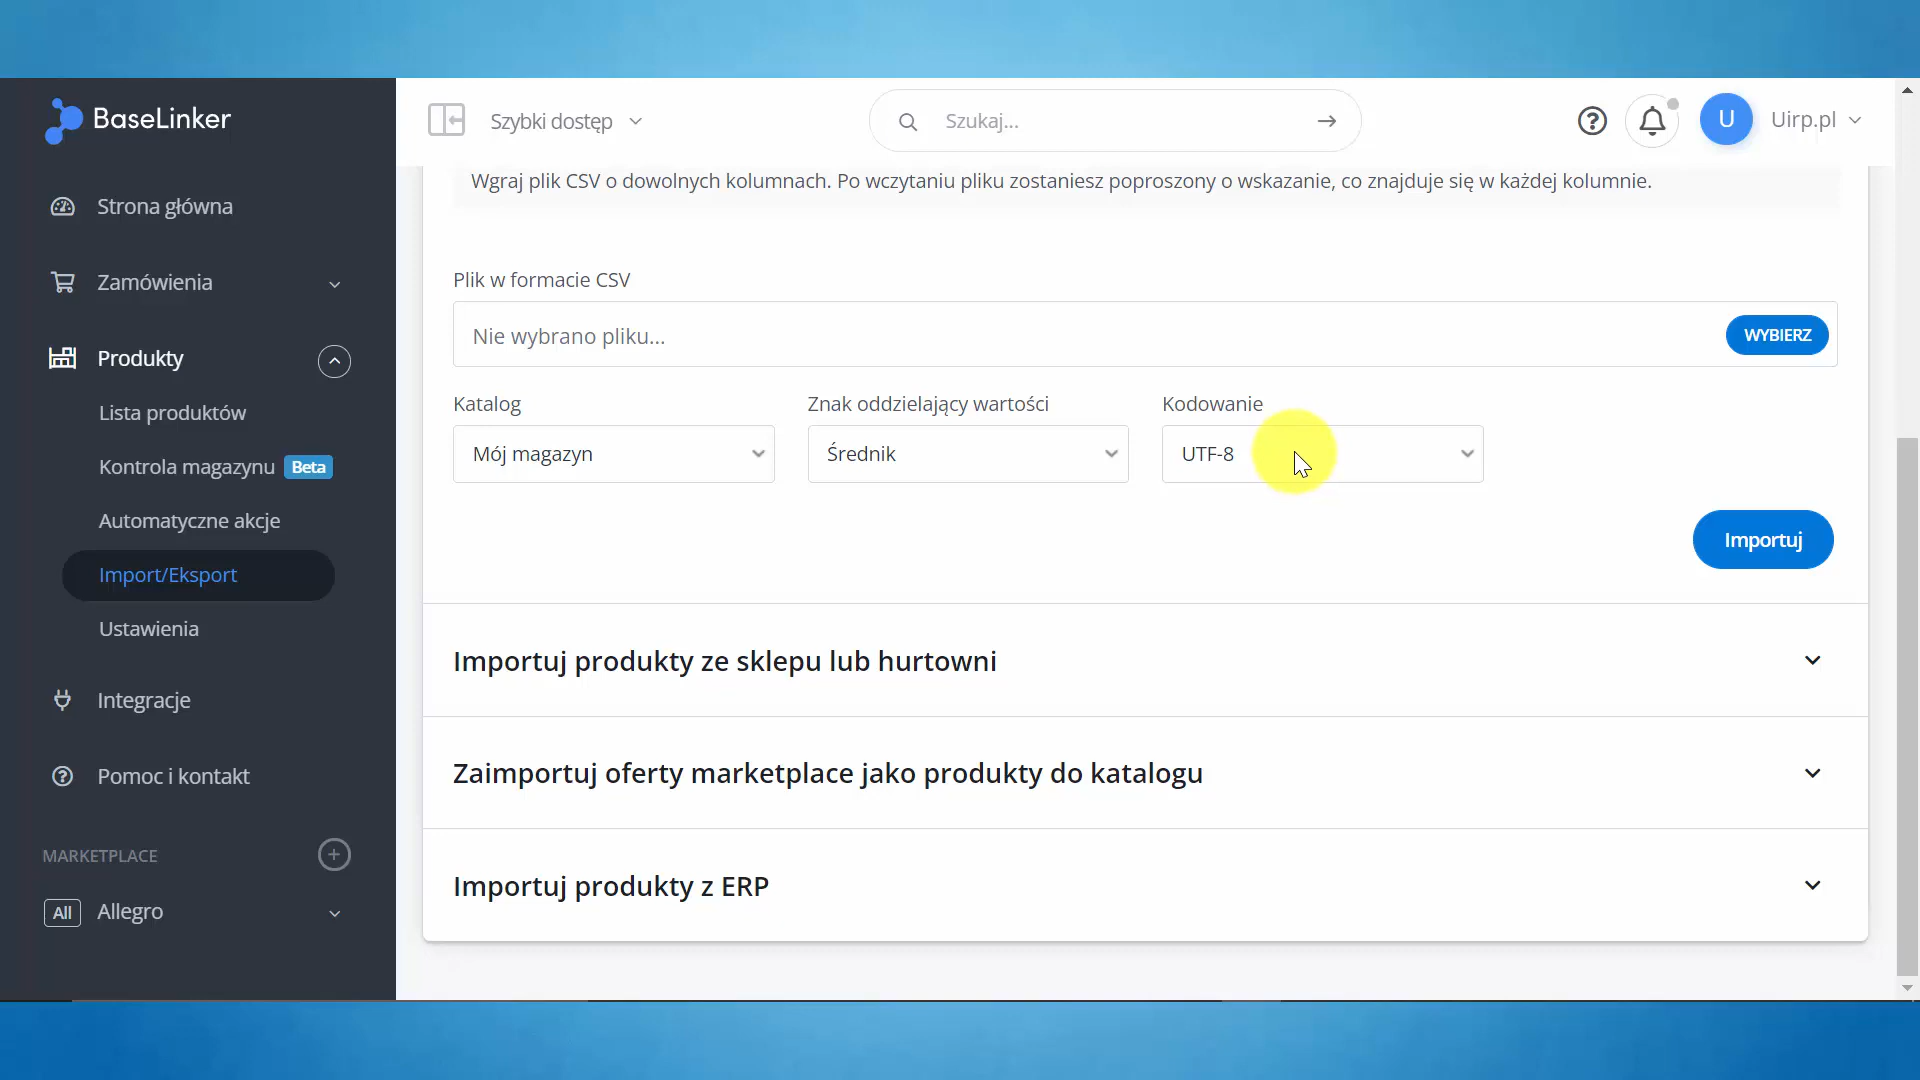 BaseLinker
Szybki dostęp
Szukaj...
U
Uirp.pl
Strona główna
Zamówienia
Produkty
Lista produktów
Kontrola magazynu Beta
Automatyczne akcje
Import/Eksport
Ustawienia
Integracje
Pomoc i kontakt
MARKETPLACE
All Allegro
Wgraj plik CSV o dowolnych kolumnach. Po wczytaniu pliku zostaniesz poproszony o wskazanie, co znajduje się w każdej kolumnie.
Plik w formacie CSV
Nie wybrano pliku...
WYBIERZ
Katalog
Mój magazyn
Znak oddzielający wartości
Średnik
Kodowanie
UTF-8
Importuj
Importuj produkty ze sklepu lub hurtowni
Zaimportuj oferty marketplace jako produkty do katalogu
Importuj produkty z ERP